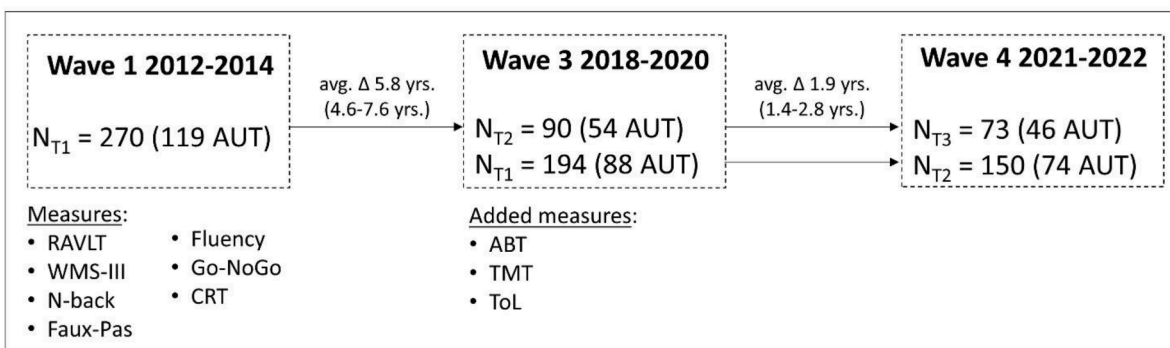 Wave 1 2012-2014
N_T1 = 270 (119 AUT)
avg. Δ 5.8 yrs.
(4.6-7.6 yrs.)
Wave 3 2018-2020
N_T2 = 90 (54 AUT)
N_T1 = 194 (88 AUT)
avg. Δ 1.9 yrs.
(1.4-2.8 yrs.)
Wave 4 2021-2022
N_T3 = 73 (46 AUT)
N_T2 = 150 (74 AUT)
Measures:
• RAVLT
• WMS-III
• N-back
• Faux-Pas
• Fluency
• Go-NoGo
• CRT
Added measures:
• ABT
• TMT
• ToL